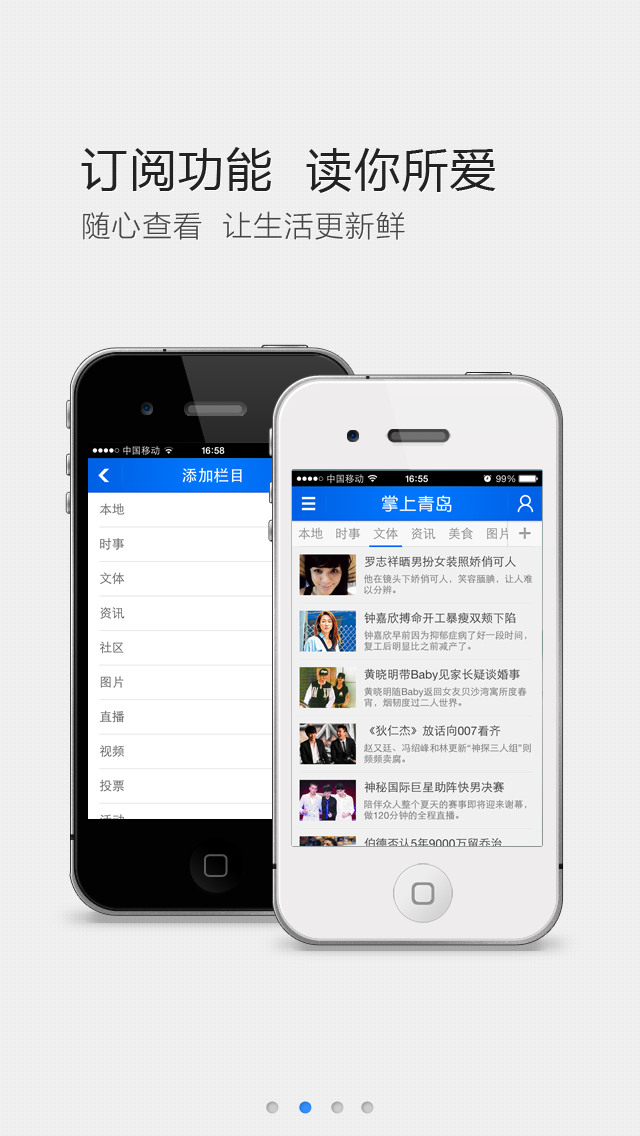 订阅功能 读你所爱
随心查看 让生活更新鲜
中国移动 16:58
添加栏目
本地
时事
文体
资讯
社区
图片
直播
视频
投票
活动
中国移动 16:55 99%
掌上青岛
本地 时事 文体 资讯 美食 图片 +
罗志祥晒男扮女装照娇俏可人
他在镜头下娇俏可人，笑容腼腆，让人难
以分辨。
钟嘉欣搏命开工暴瘦双颊下陷
钟嘉欣早前因为抑郁症病了好一段时间，
复工后明显比之前减产了。
黄晓明带Baby见家长疑谈婚事
黄晓明随Baby返回女友贝沙湾寓所度春
宵，烟韧度过二人世界。
《狄仁杰》放话向007看齐
赵又廷、冯绍峰和林更新“神探三人组”则
频频卖腐。
神秘国际巨星助阵快男决赛
陪伴众人整个夏天的赛事即将迎来谢幕，
做120分钟的全程直播。
伯德否认5年9000万留乔治